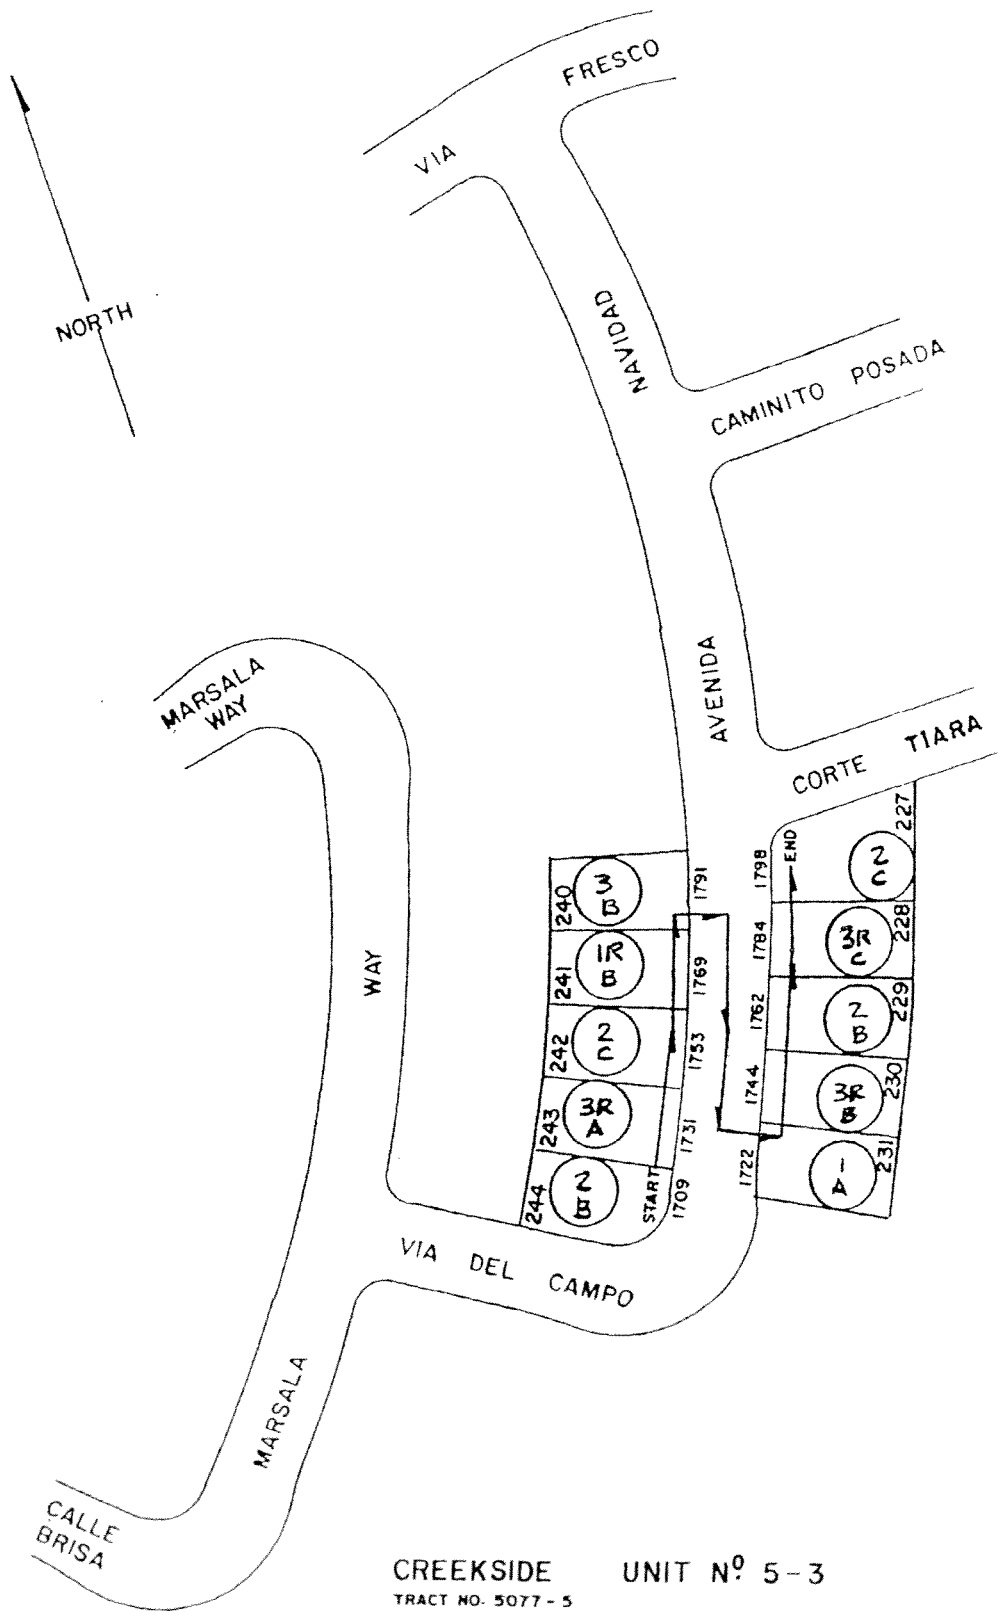 FRESCO
VIA
NORTH
NAVIDAD
CAMINITO POSADA
AVENIDA
MARSALA
WAY
CORTE TIARA
227
2
C
END
1798
1791
240
3
B
228
3R
C
1784
241
1R
B
1769
WAY
229
2
B
1762
242
2
C
1753
230
3R
B
1744
243
3R
A
1731
231
1
A
1722
244
2
B
START
1709
VIA DEL CAMPO
MARSALA
CALLE
BRISA
CREEKSIDE UNIT Nº 5-3
TRACT NO. 5077-5